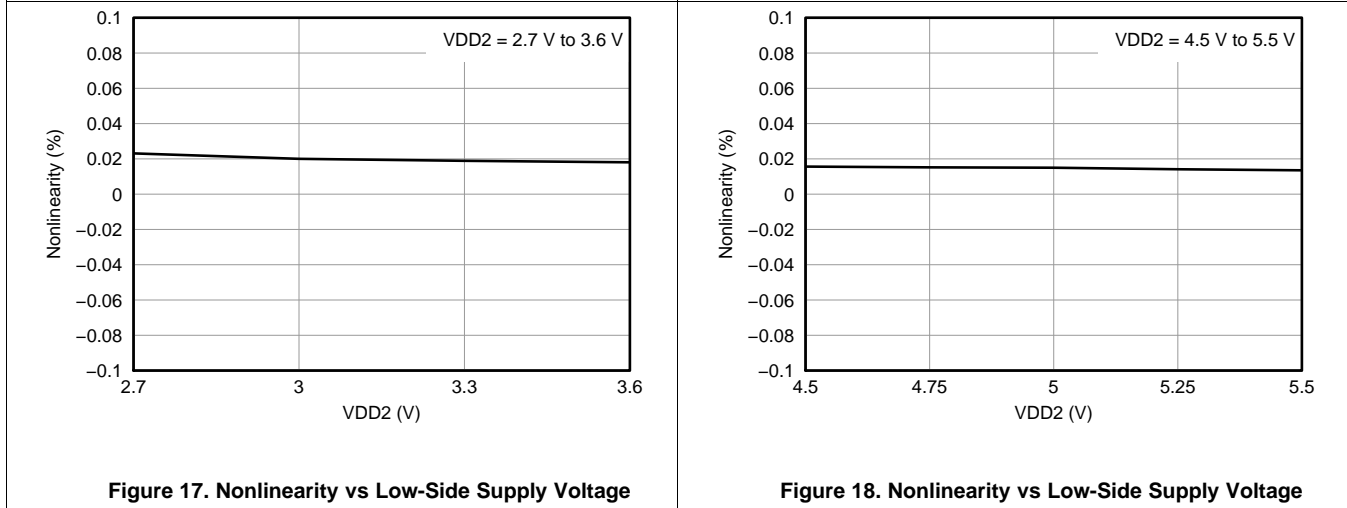 0.1
0.08
0.06
0.04
0.02
0
−0.02
−0.04
−0.06
−0.08
−0.1
Nonlinearity (%)
VDD2 = 2.7 V to 3.6 V
2.7 3 3.3 3.6
VDD2 (V)
Figure 17. Nonlinearity vs Low-Side Supply Voltage
0.1
0.08
0.06
0.04
0.02
0
−0.02
−0.04
−0.06
−0.08
−0.1
Nonlinearity (%)
VDD2 = 4.5 V to 5.5 V
4.5 4.75 5 5.25 5.5
VDD2 (V)
Figure 18. Nonlinearity vs Low-Side Supply Voltage